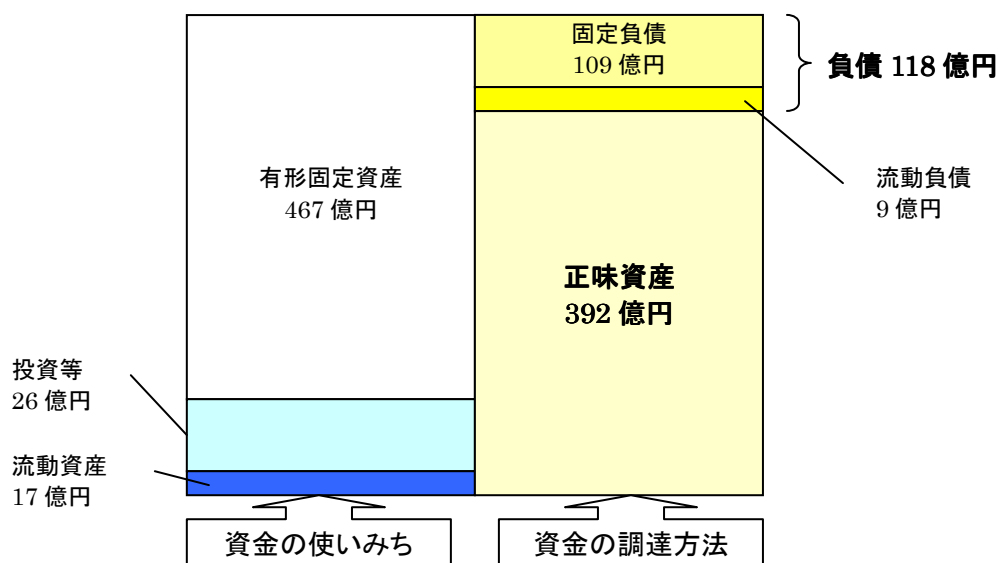 固定負債
109 億円
負債 118 億円
有形固定資産
467 億円
流動負債
9 億円
正味資産
392 億円
投資等
26 億円
流動資産
17 億円
資金の使いみち
資金の調達方法